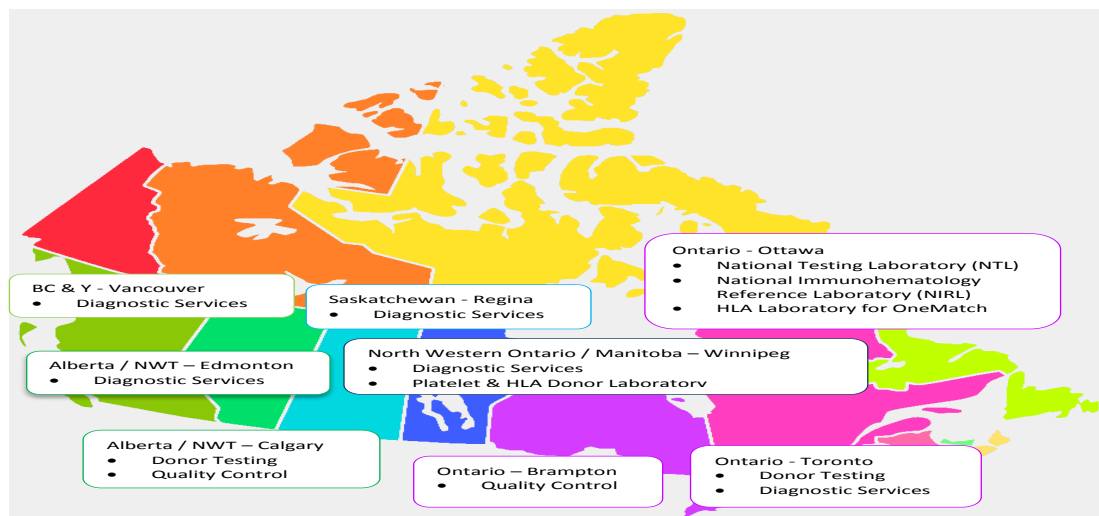 Ontario - Ottawa
• National Testing Laboratory (NTL)
• National Immunohematology
Reference Laboratory (NIRL)
• HLA Laboratory for OneMatch
BC & Y - Vancouver
• Diagnostic Services
Saskatchewan - Regina
• Diagnostic Services
North Western Ontario / Manitoba – Winnipeg
• Diagnostic Services
• Platelet & HLA Donor Laboratory
Alberta / NWT – Edmonton
• Diagnostic Services
Alberta / NWT – Calgary
• Donor Testing
• Quality Control
Ontario – Brampton
• Quality Control
Ontario - Toronto
• Donor Testing
• Diagnostic Services